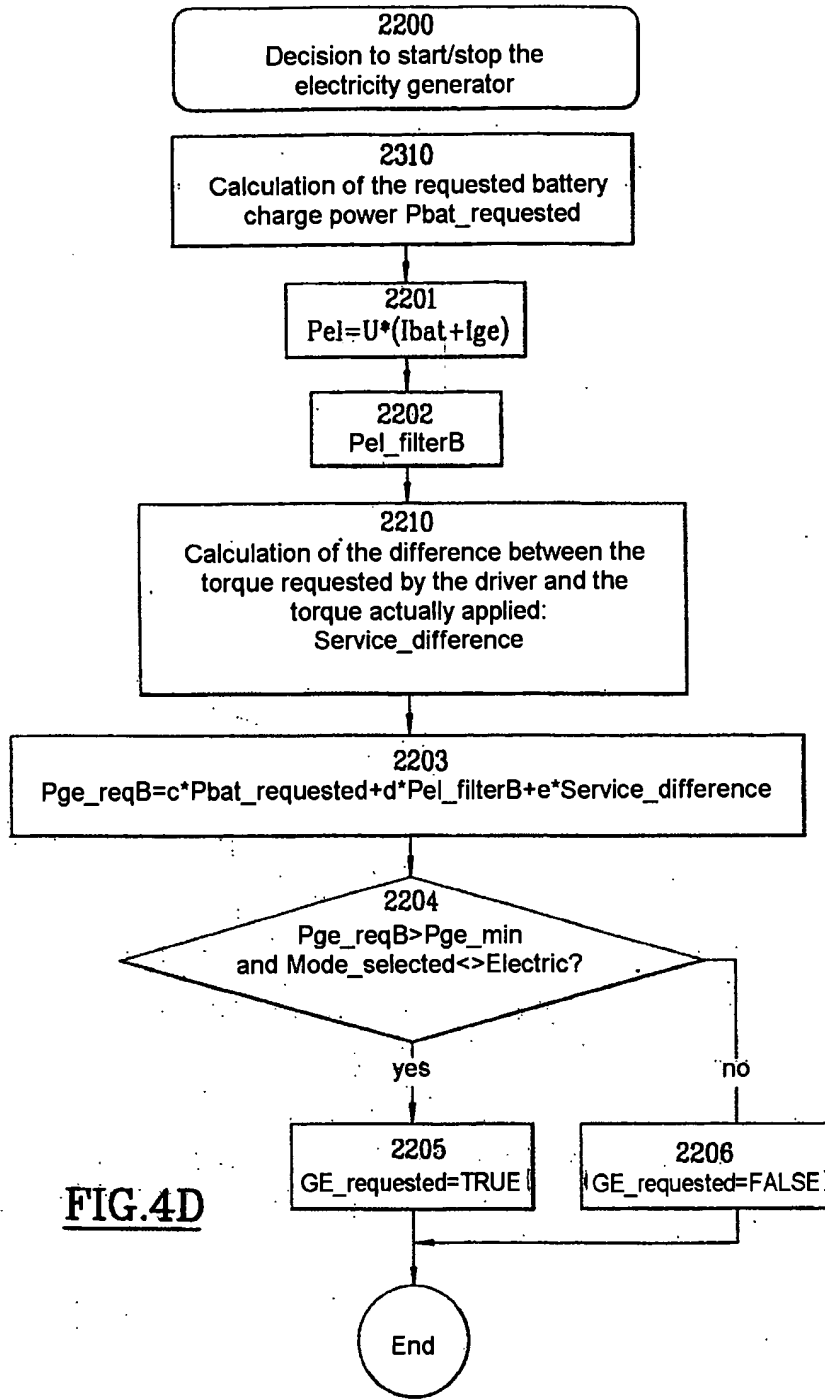 2200
Decision to start/stop the
electricity generator
2310
Calculation of the requested battery
charge power Pbat_requested
2201
Pel=U*(Ibat+Ige)
2202
Pel_filterB
2210
Calculation of the difference between the
torque requested by the driver and the
torque actually applied:
Service_difference
2203
Pge_reqB=c*Pbat_requested+d*Pel_filterB+e*Service_difference
2204
Pge_reqB>Pge_min
and Mode_selected<>Electric?
yes
no
2205
GE_requested=TRUE
2206
GE_requested=FALSE
FIG.4D
End